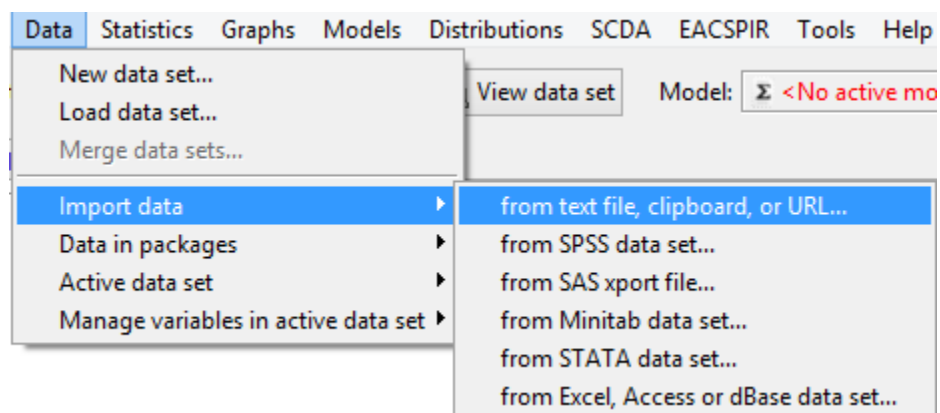 Data Statistics Graphs Models Distributions SCDA EACSPIR Tools Help
New data set...
View data set Model: Σ <No active mo
Load data set...
Merge data sets...
Import data
from text file, clipboard, or URL...
Data in packages
from SPSS data set...
Active data set
from SAS xport file...
Manage variables in active data set
from Minitab data set...
from STATA data set...
from Excel, Access or dBase data set...